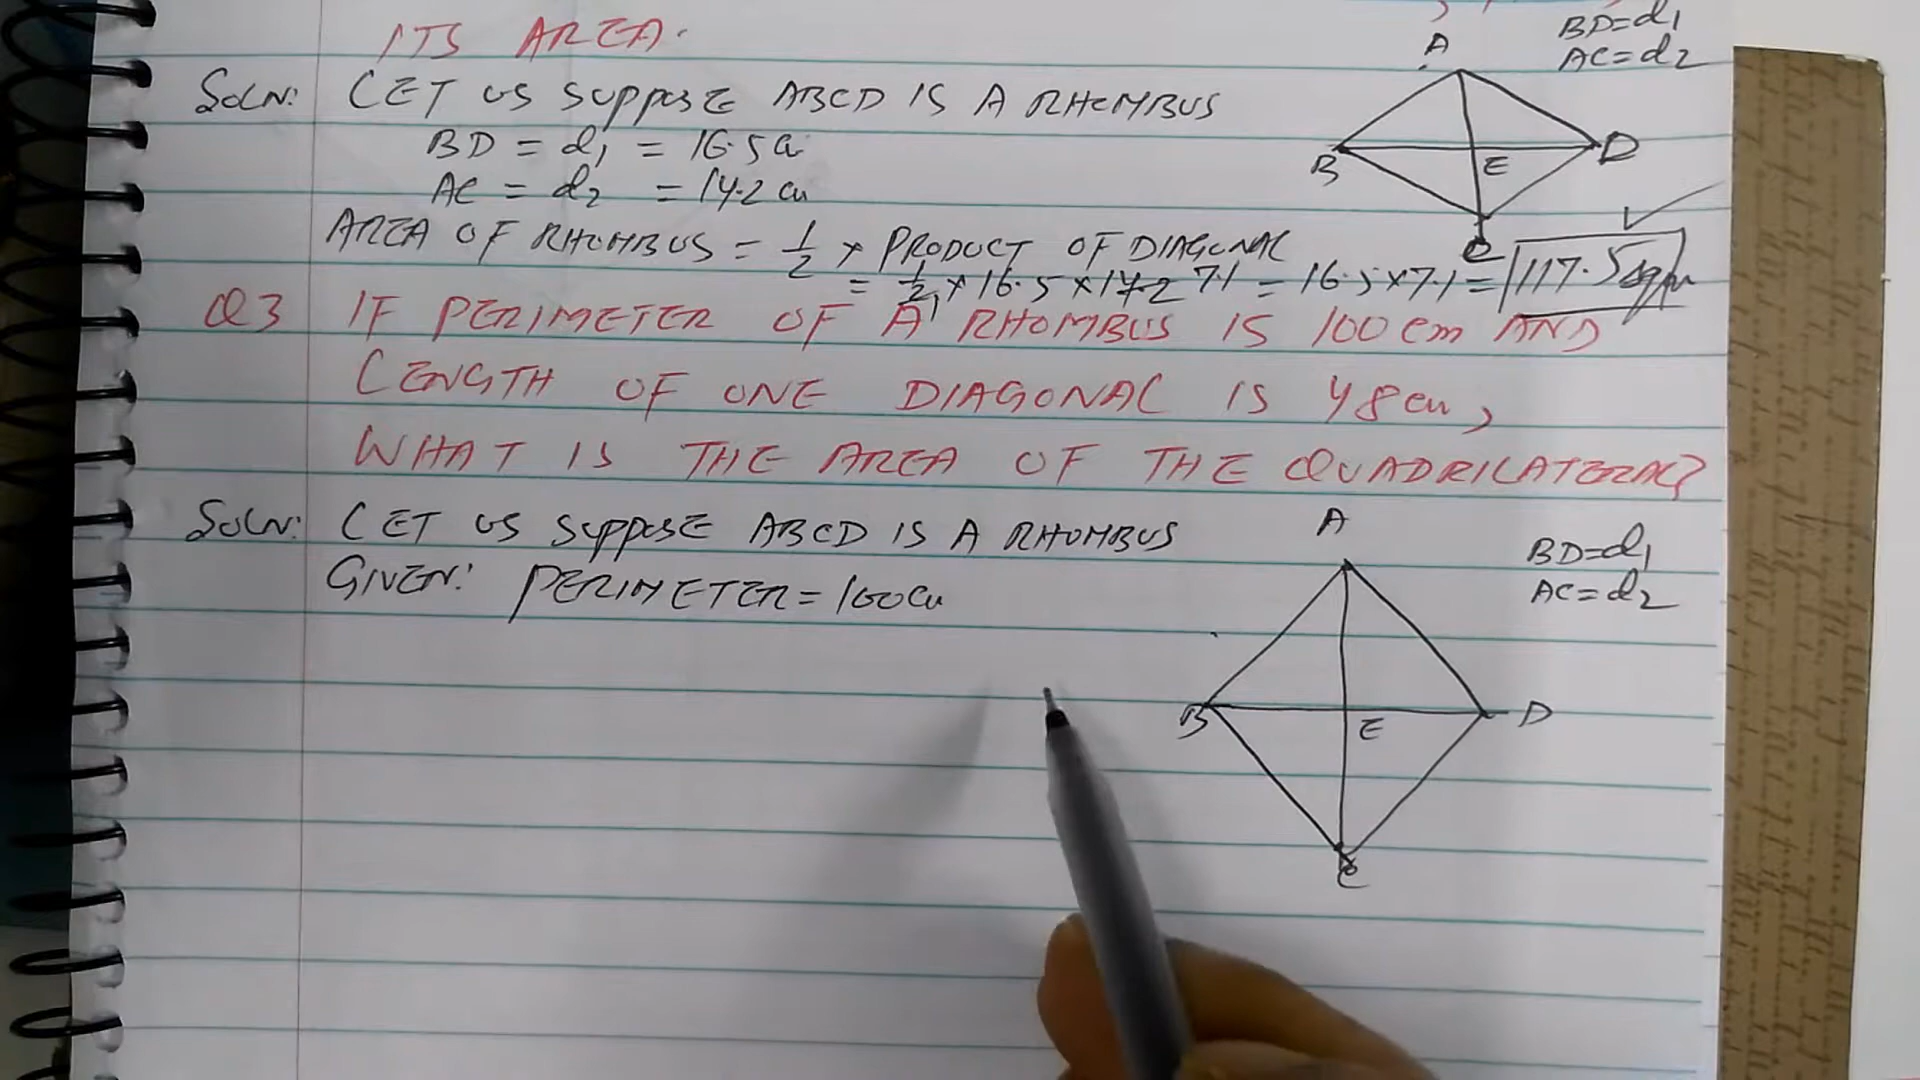 ITS AREA.
BD=d1
AC=d2
A
B
E
D
C
SOLN: LET US SUPPOSE ABCD IS A RHOMBUS
BD = d1 = 16.5 cm
AC = d2 = 14.2 cm
AREA OF RHOMBUS = 1/2 × PRODUCT OF DIAGONAL
= 1/2 × 16.5 × 14.2 7.1 = 16.5×7.1 = 117.5 sq/cm
Q3 IF PERIMETER OF A RHOMBUS IS 100 cm AND
LENGTH OF ONE DIAGONAL IS 48 cm,
WHAT IS THE AREA OF THE QUADRILATERAL?
SOLN: LET US SUPPOSE ABCD IS A RHOMBUS
GIVEN: PERIMETER = 100 cm
BD=d1
AC=d2
A
B
E
D
C